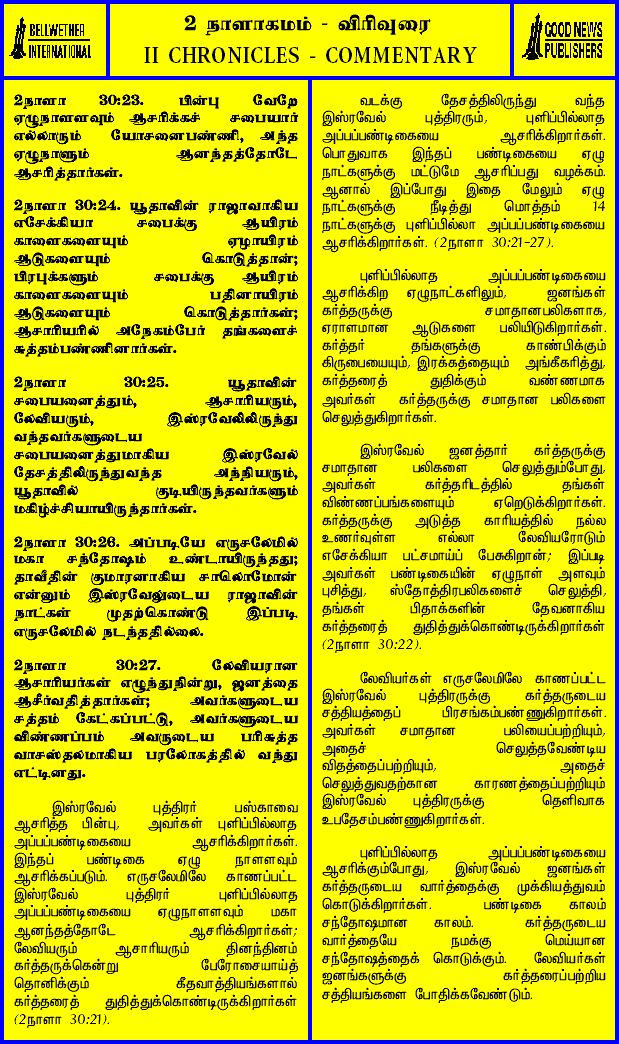 BELLWETHER
INTERNATIONAL
2 நாளாகமம் - விரிவுரை
II CHRONICLES - COMMENTARY
GOOD NEWS
PUBLISHERS
2நாளா 30:23. பின்பு வேறே
ஏழுநாளளவும் ஆசரிக்கச் சபையார்
எல்லாரும் யோசனைபண்ணி, அந்த
ஏழுநாளும் ஆனந்தத்தோடே
ஆசரித்தார்கள்.
2நாளா 30:24. யூதாவின் ராஜாவாகிய
எசேக்கியா சபைக்கு ஆயிரம்
காளைகளையும் ஏழாயிரம்
ஆடுகளையும் கொடுத்தான்;
பிரபுக்களும் சபைக்கு ஆயிரம்
காளைகளையும் பதினாயிரம்
ஆடுகளையும் கொடுத்தார்கள்;
ஆசாரியரில் அநேகம்பேர் தங்களைச்
சுத்தம்பண்ணினார்கள்.
2நாளா 30:25. யூதாவின்
சபையனைத்தும், ஆசாரியரும்,
லேவியரும், இஸ்ரவேலிலிருந்து
வந்தவர்களுடைய
சபையனைத்துமாகிய இஸ்ரவேல்
தேசத்திலிருந்துவந்த அந்நியரும்,
யூதாவில் குடியிருந்தவர்களும்
மகிழ்ச்சியாயிருந்தார்கள்.
2நாளா 30:26. அப்படியே எருசலேமில்
மகா சந்தோஷம் உண்டாயிருந்தது;
தாவீதின் குமாரனாகிய சாலொமோன்
என்னும் இஸ்ரவேலுடைய ராஜாவின்
நாட்கள் முதற்கொண்டு இப்படி
எருசலேமில் நடந்ததில்லை.
2நாளா 30:27. லேவியரான
ஆசாரியர்கள் எழுந்துநின்று, ஜனத்தை
ஆசீர்வதித்தார்கள்; அவர்களுடைய
சத்தம் கேட்கப்பட்டு, அவர்களுடைய
விண்ணப்பம் அவருடைய பரிசுத்த
வாசஸ்தலமாகிய பரலோகத்தில் வந்து
எட்டினது.
இஸ்ரவேல் புத்திரர் பஸ்காவை
ஆசரித்த பின்பு, அவர்கள் புளிப்பில்லாத
அப்பப்பண்டிகையை ஆசரிக்கிறார்கள்.
இந்தப் பண்டிகை ஏழு நாளளவும்
ஆசரிக்கப்படும். எருசலேமிலே காணப்பட்ட
இஸ்ரவேல் புத்திரர் புளிப்பில்லாத
அப்பப்பண்டிகையை ஏழுநாளளவும் மகா
ஆனந்தத்தோடே ஆசரிக்கிறார்கள்;
லேவியரும் ஆசாரியரும் தினந்தினம்
கர்த்தருக்கென்று பேரோசையாய்த்
தொனிக்கும் கீதவாத்தியங்களால்
கர்த்தரைத் துதித்துக்கொண்டிருக்கிறார்கள்
(2நாளா 30:21).
வடக்கு தேசத்திலிருந்து வந்த
இஸ்ரவேல் புத்திரரும், புளிப்பில்லாத
அப்பப்பண்டிகையை ஆசரிக்கிறார்கள்.
பொதுவாக இந்தப் பண்டிகையை ஏழு
நாட்களுக்கு மட்டுமே ஆசரிப்பது வழக்கம்.
ஆனால் இப்போது இதை மேலும் ஏழு
நாட்களுக்கு நீடித்து மொத்தம் 14
நாட்களுக்கு புளிப்பில்லா அப்பப்பண்டிகையை
ஆசரிக்கிறார்கள். (2நாளா 30:21-27).
புளிப்பில்லாத அப்பப்பண்டிகையை
ஆசரிக்கிற ஏழுநாட்களிலும், ஜனங்கள்
கர்த்தருக்கு சமாதானபலிகளாக,
ஏராளமான ஆடுகளை பலியிடுகிறார்கள்.
கர்த்தர் தங்களுக்கு காண்பிக்கும்
கிருபையையும், இரக்கத்தையும் அங்கீகரித்து,
கர்த்தரைத் துதிக்கும் வண்ணமாக
அவர்கள் கர்த்தருக்கு சமாதான பலிகளை
செலுத்துகிறார்கள்.
இஸ்ரவேல் ஜனத்தார் கர்த்தருக்கு
சமாதான பலிகளை செலுத்தும்போது,
அவர்கள் கர்த்தரிடத்தில் தங்கள்
விண்ணப்பங்களையும் ஏறெடுக்கிறார்கள்.
கர்த்தருக்கு அடுத்த காரியத்தில் நல்ல
உணர்வுள்ள எல்லா லேவியரோடும்
எசேக்கியா பட்சமாய்ப் பேசுகிறான்; இப்படி
அவர்கள் பண்டிகையின் ஏழுநாள் அளவும்
புசித்து, ஸ்தோத்திரபலிகளைச் செலுத்தி,
தங்கள் பிதாக்களின் தேவனாகிய
கர்த்தரைத் துதித்துக்கொண்டிருக்கிறார்கள்
(2நாளா 30:22).
லேவியர்கள் எருசலேமிலே காணப்பட்ட
இஸ்ரவேல் புத்திரருக்கு கர்த்தருடைய
சத்தியத்தைப் பிரசங்கம்பண்ணுகிறார்கள்.
அவர்கள் சமாதான பலியைப்பற்றியும்,
அதைச் செலுத்தவேண்டிய
விதத்தைப்பற்றியும், அதைச்
செலுத்துவதற்கான காரணத்தைப்பற்றியும்
இஸ்ரவேல் புத்திரருக்கு தெளிவாக
உபதேசம்பண்ணுகிறார்கள்.
புளிப்பில்லாத அப்பப்பண்டிகையை
ஆசரிக்கும்போது, இஸ்ரவேல் ஜனங்கள்
கர்த்தருடைய வார்த்தைக்கு முக்கியத்துவம்
கொடுக்கிறார்கள். பண்டிகை காலம்
சந்தோஷமான காலம். கர்த்தருடைய
வார்த்தையே நமக்கு மெய்யான
சந்தோஷத்தைக் கொடுக்கும். லேவியர்கள்
ஜனங்களுக்கு கர்த்தரைப்பற்றிய
சத்தியங்களை போதிக்கவேண்டும்.